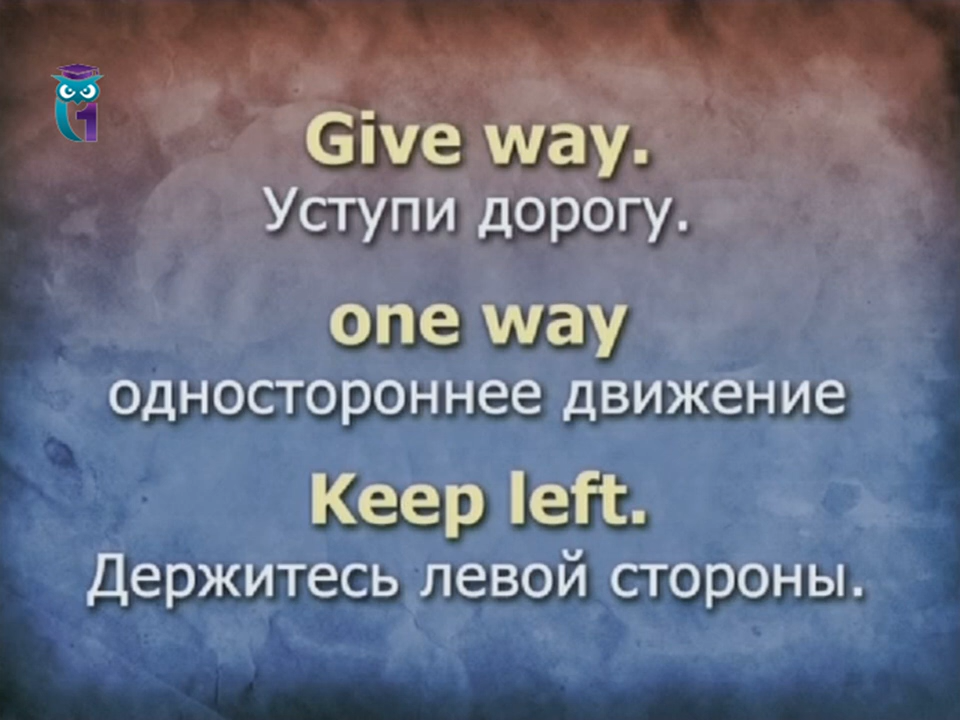 Give way.
Уступи дорогу.
one way
одностороннее движение
Keep left.
Держитесь левой стороны.